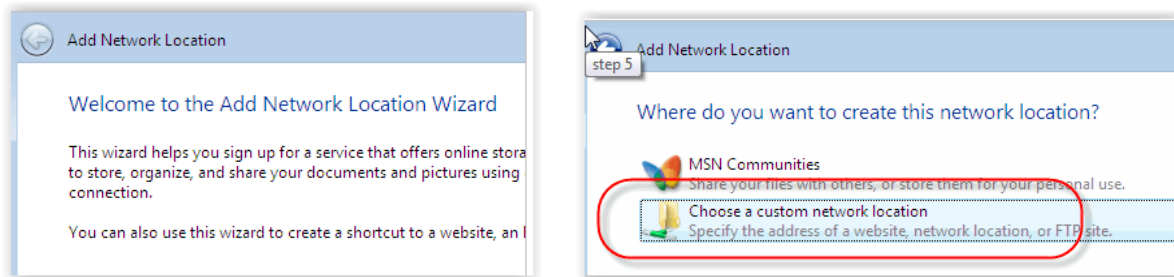 Add Network Location
Welcome to the Add Network Location Wizard
This wizard helps you sign up for a service that offers online stora
to store, organize, and share your documents and pictures using
connection.
You can also use this wizard to create a shortcut to a website, an
Add Network Location
step 5
Where do you want to create this network location?
MSN Communities
Share your files with others, or store them for your personal use.
Choose a custom network location
Specify the address of a website, network location, or FTP site.